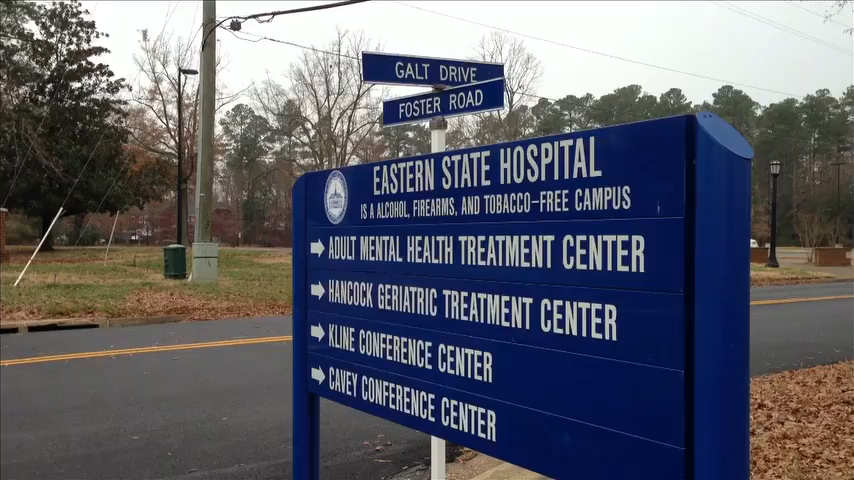 GALT DRIVE
FOSTER ROAD
EASTERN STATE HOSPITAL
IS A ALCOHOL, FIREARMS, AND TOBACCO-FREE CAMPUS
ADULT MENTAL HEALTH TREATMENT CENTER
HANCOCK GERIATRIC TREATMENT CENTER
KLINE CONFERENCE CENTER
CAVEY CONFERENCE CENTER